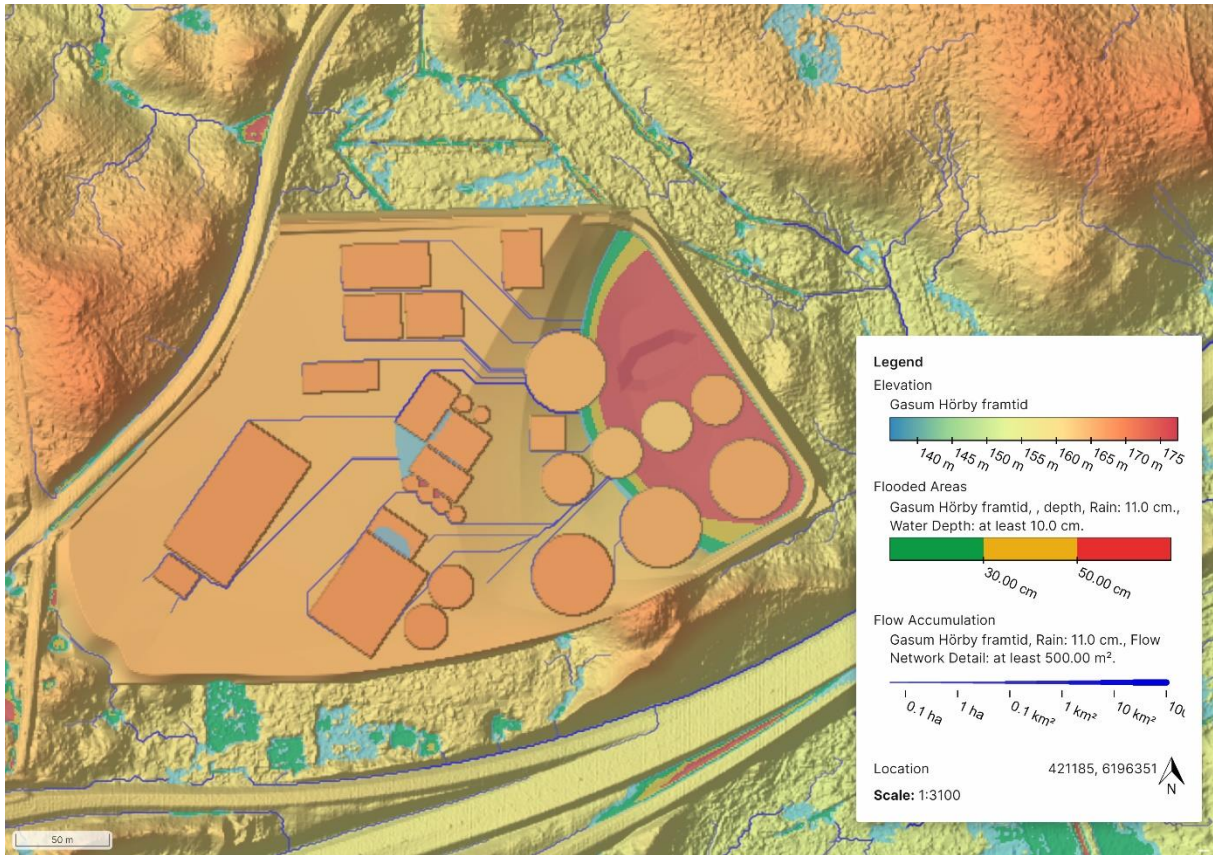 Legend
Elevation
Gasum Hörby framtid
140 m 145 m 150 m 155 m 160 m 165 m 170 m 175
Flooded Areas
Gasum Hörby framtid, , depth, Rain: 11.0 cm.,
Water Depth: at least 10.0 cm.
30.00 cm 50.00 cm
Flow Accumulation
Gasum Hörby framtid, Rain: 11.0 cm., Flow
Network Detail: at least 500.00 m².
0.1 ha 1 ha 0.1 km² 1 km² 10 km²
Location 421185, 6196351
N
Scale: 1:3100
50 m